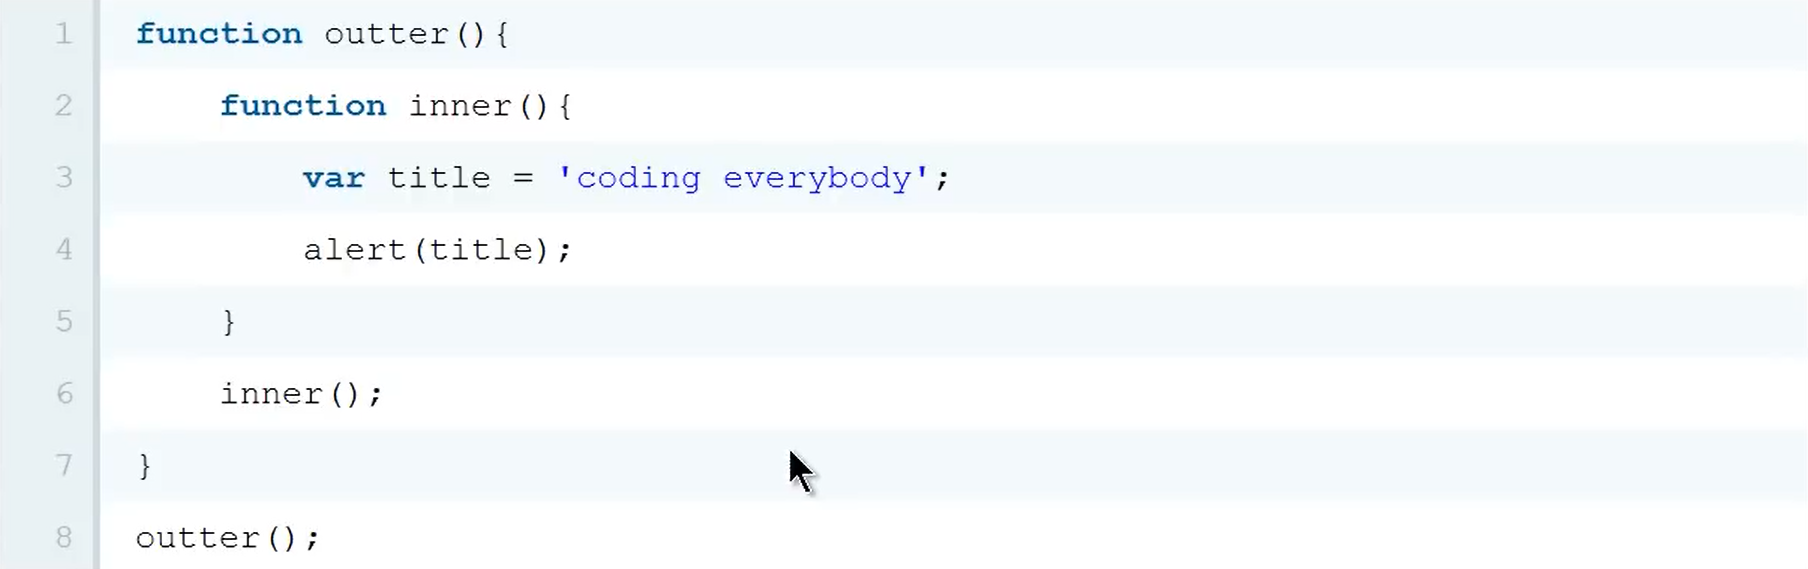 1 function outter(){
2 function inner(){
3 var title = 'coding everybody';
4 alert(title);
5 }
6 inner();
7 }
8 outter();